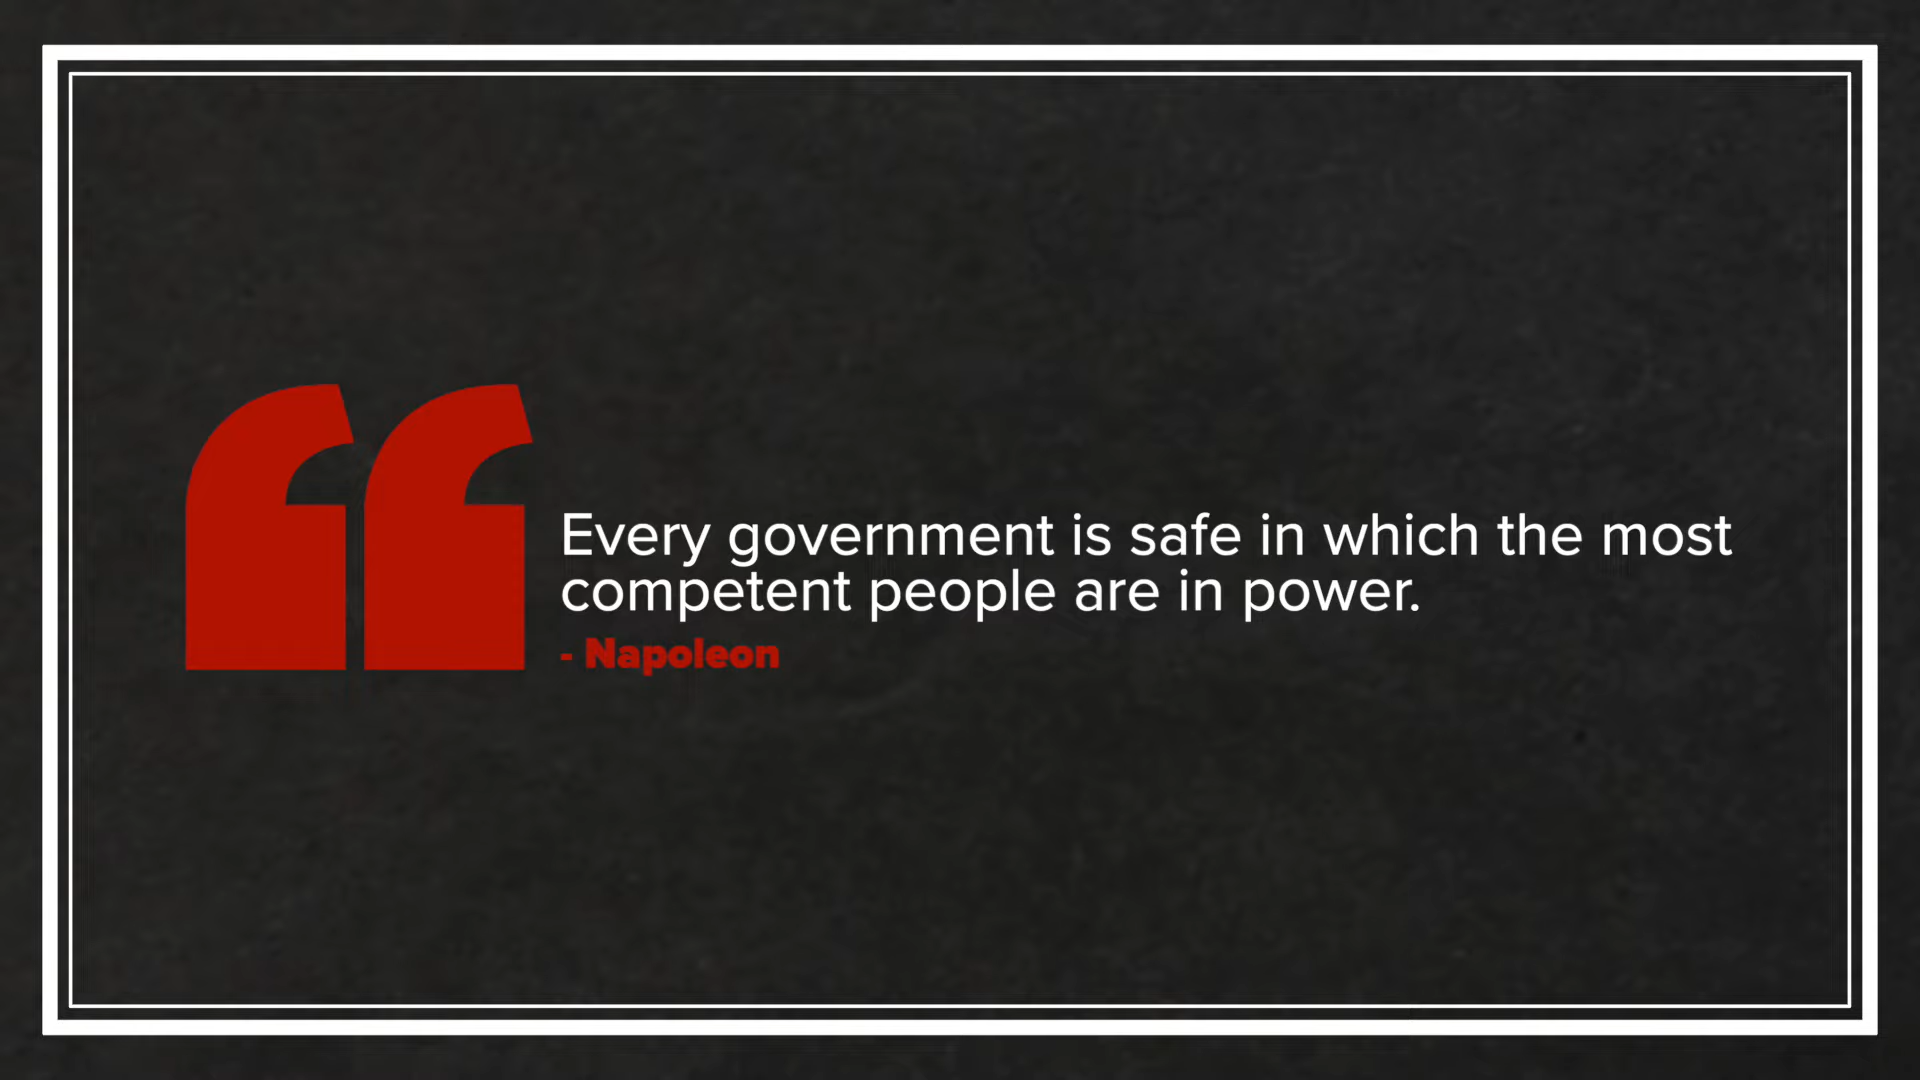 “
Every government is safe in which the most
competent people are in power.
- Napoleon